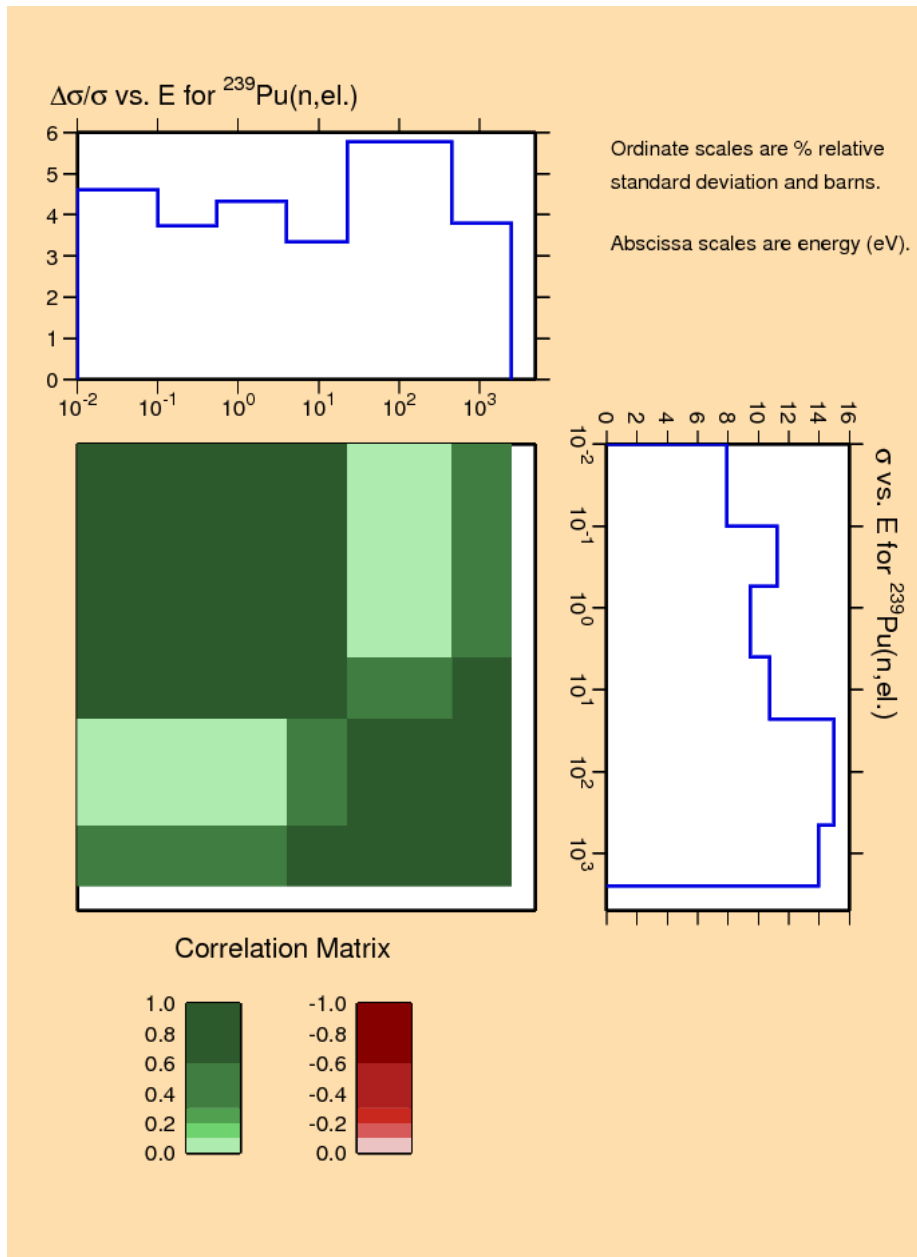 Δσ/σ vs. E for ²³⁹Pu(n,el.)
6
5
4
3
2
1
0
10⁻² 10⁻¹ 10⁰ 10¹ 10² 10³
Ordinate scales are % relative
standard deviation and barns.
Abscissa scales are energy (eV).
0 2 4 6 8 10 12 14 16
10⁻² 10⁻¹ 10⁰ 10¹ 10² 10³
σ vs. E for ²³⁹Pu(n,el.)
Correlation Matrix
1.0
0.8
0.6
0.4
0.2
0.0
-1.0
-0.8
-0.6
-0.4
-0.2
0.0